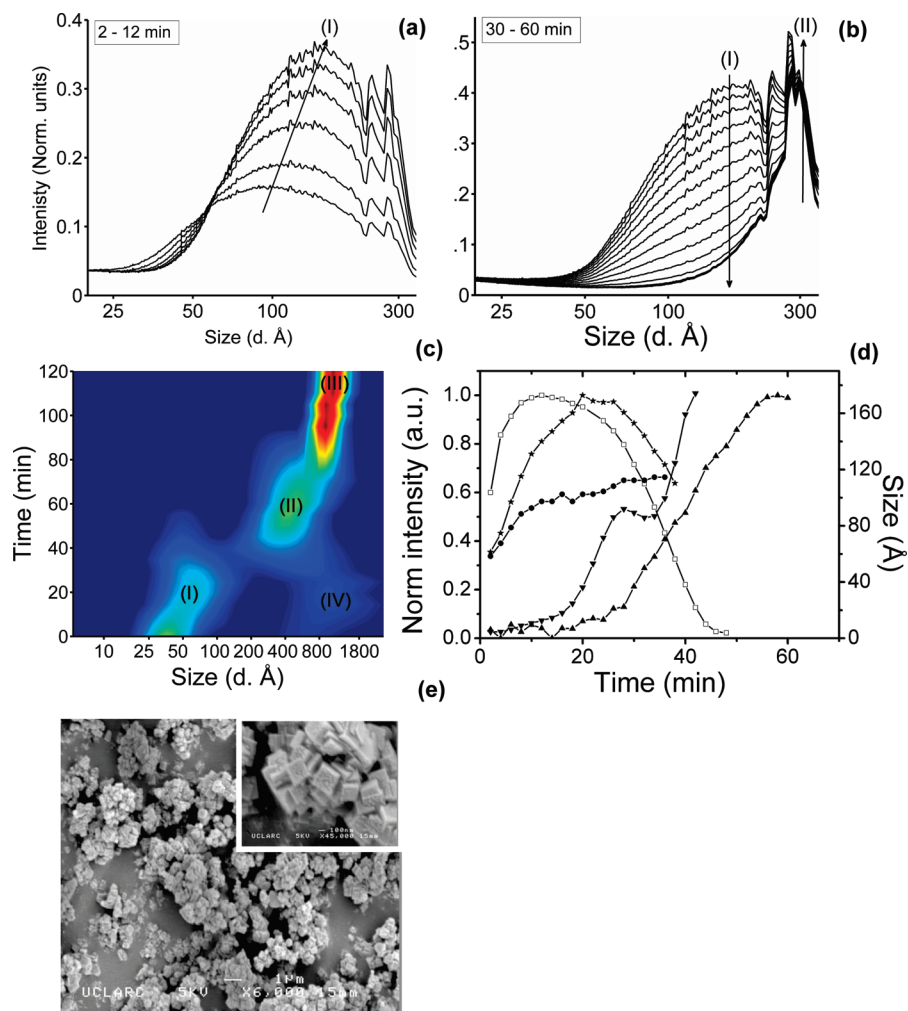 2 - 12 min
(I)
(a)
0.4
0.3
0.2
0.1
0
Intenisty (Norm. units)
25
50
100
300
Size (d. Å)
30 - 60 min
(I)
(II)
(b)
.5
.4
.3
.2
.1
0
25
50
100
300
Size (d. Å)
(c)
120
100
80
60
40
20
0
Time (min)
(III)
(II)
(I)
(IV)
10
25
50
100
200
400
800
1800
Size (d. Å)
(d)
1.0
0.8
0.6
0.4
0.2
0.0
Norm intensity (a.u.)
160
120
80
40
0
Size (Å)
0
20
40
60
Time (min)
(e)
100nm
UCLARC 5KV X45,000 15mm
1µm
UCLARC 5KV X6,000 15mm